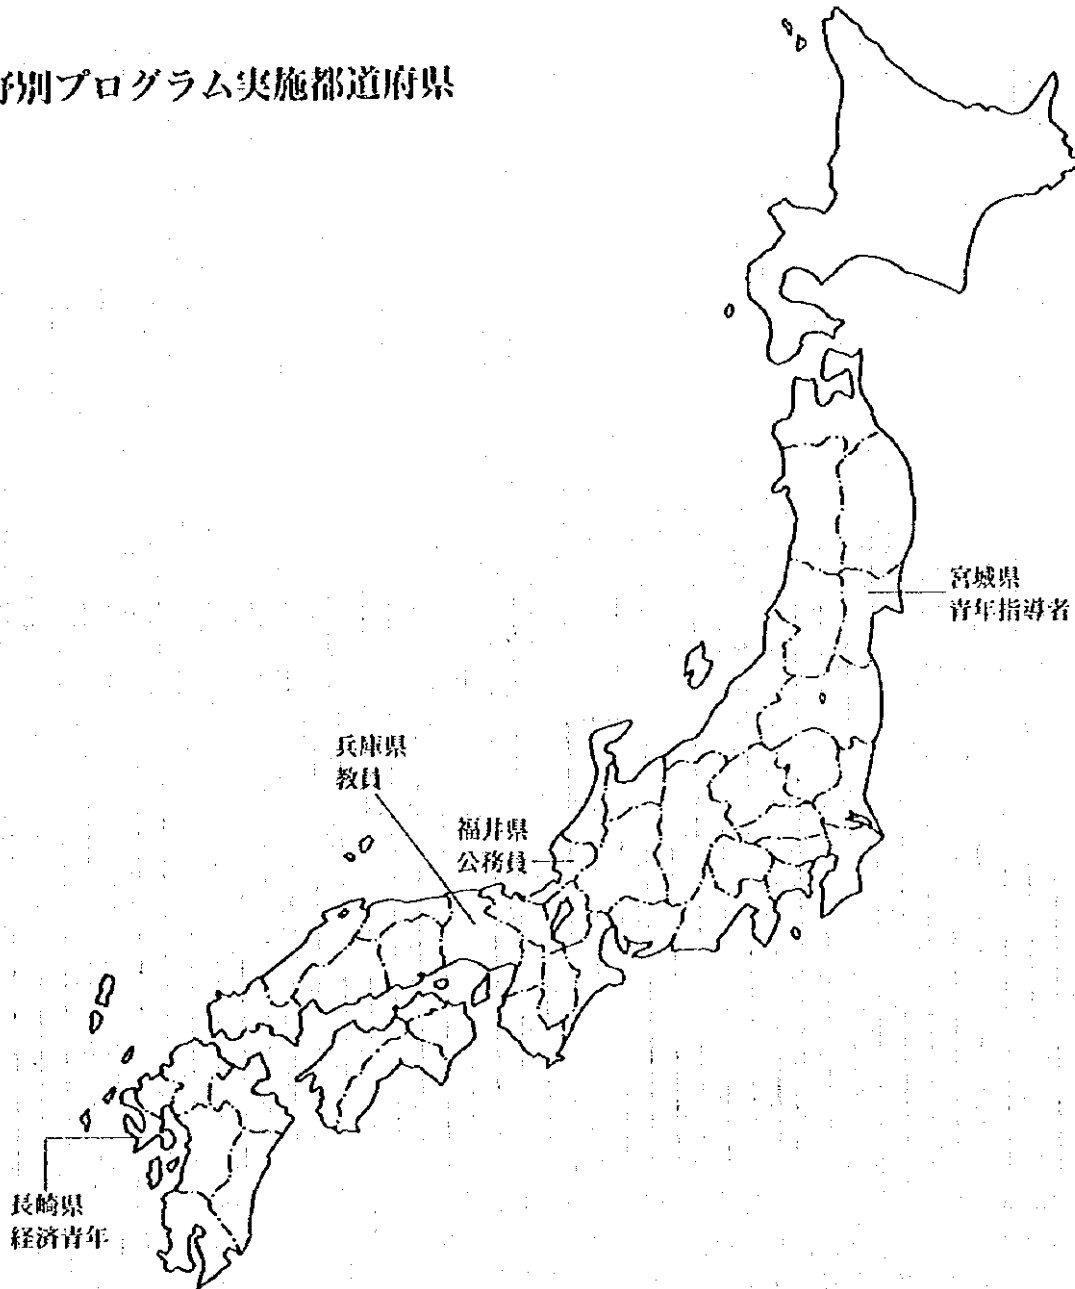 別プログラム実施都道府県
宮城県
青年指導者
兵庫県
教員
福井県
公務員
長崎県
経済青年